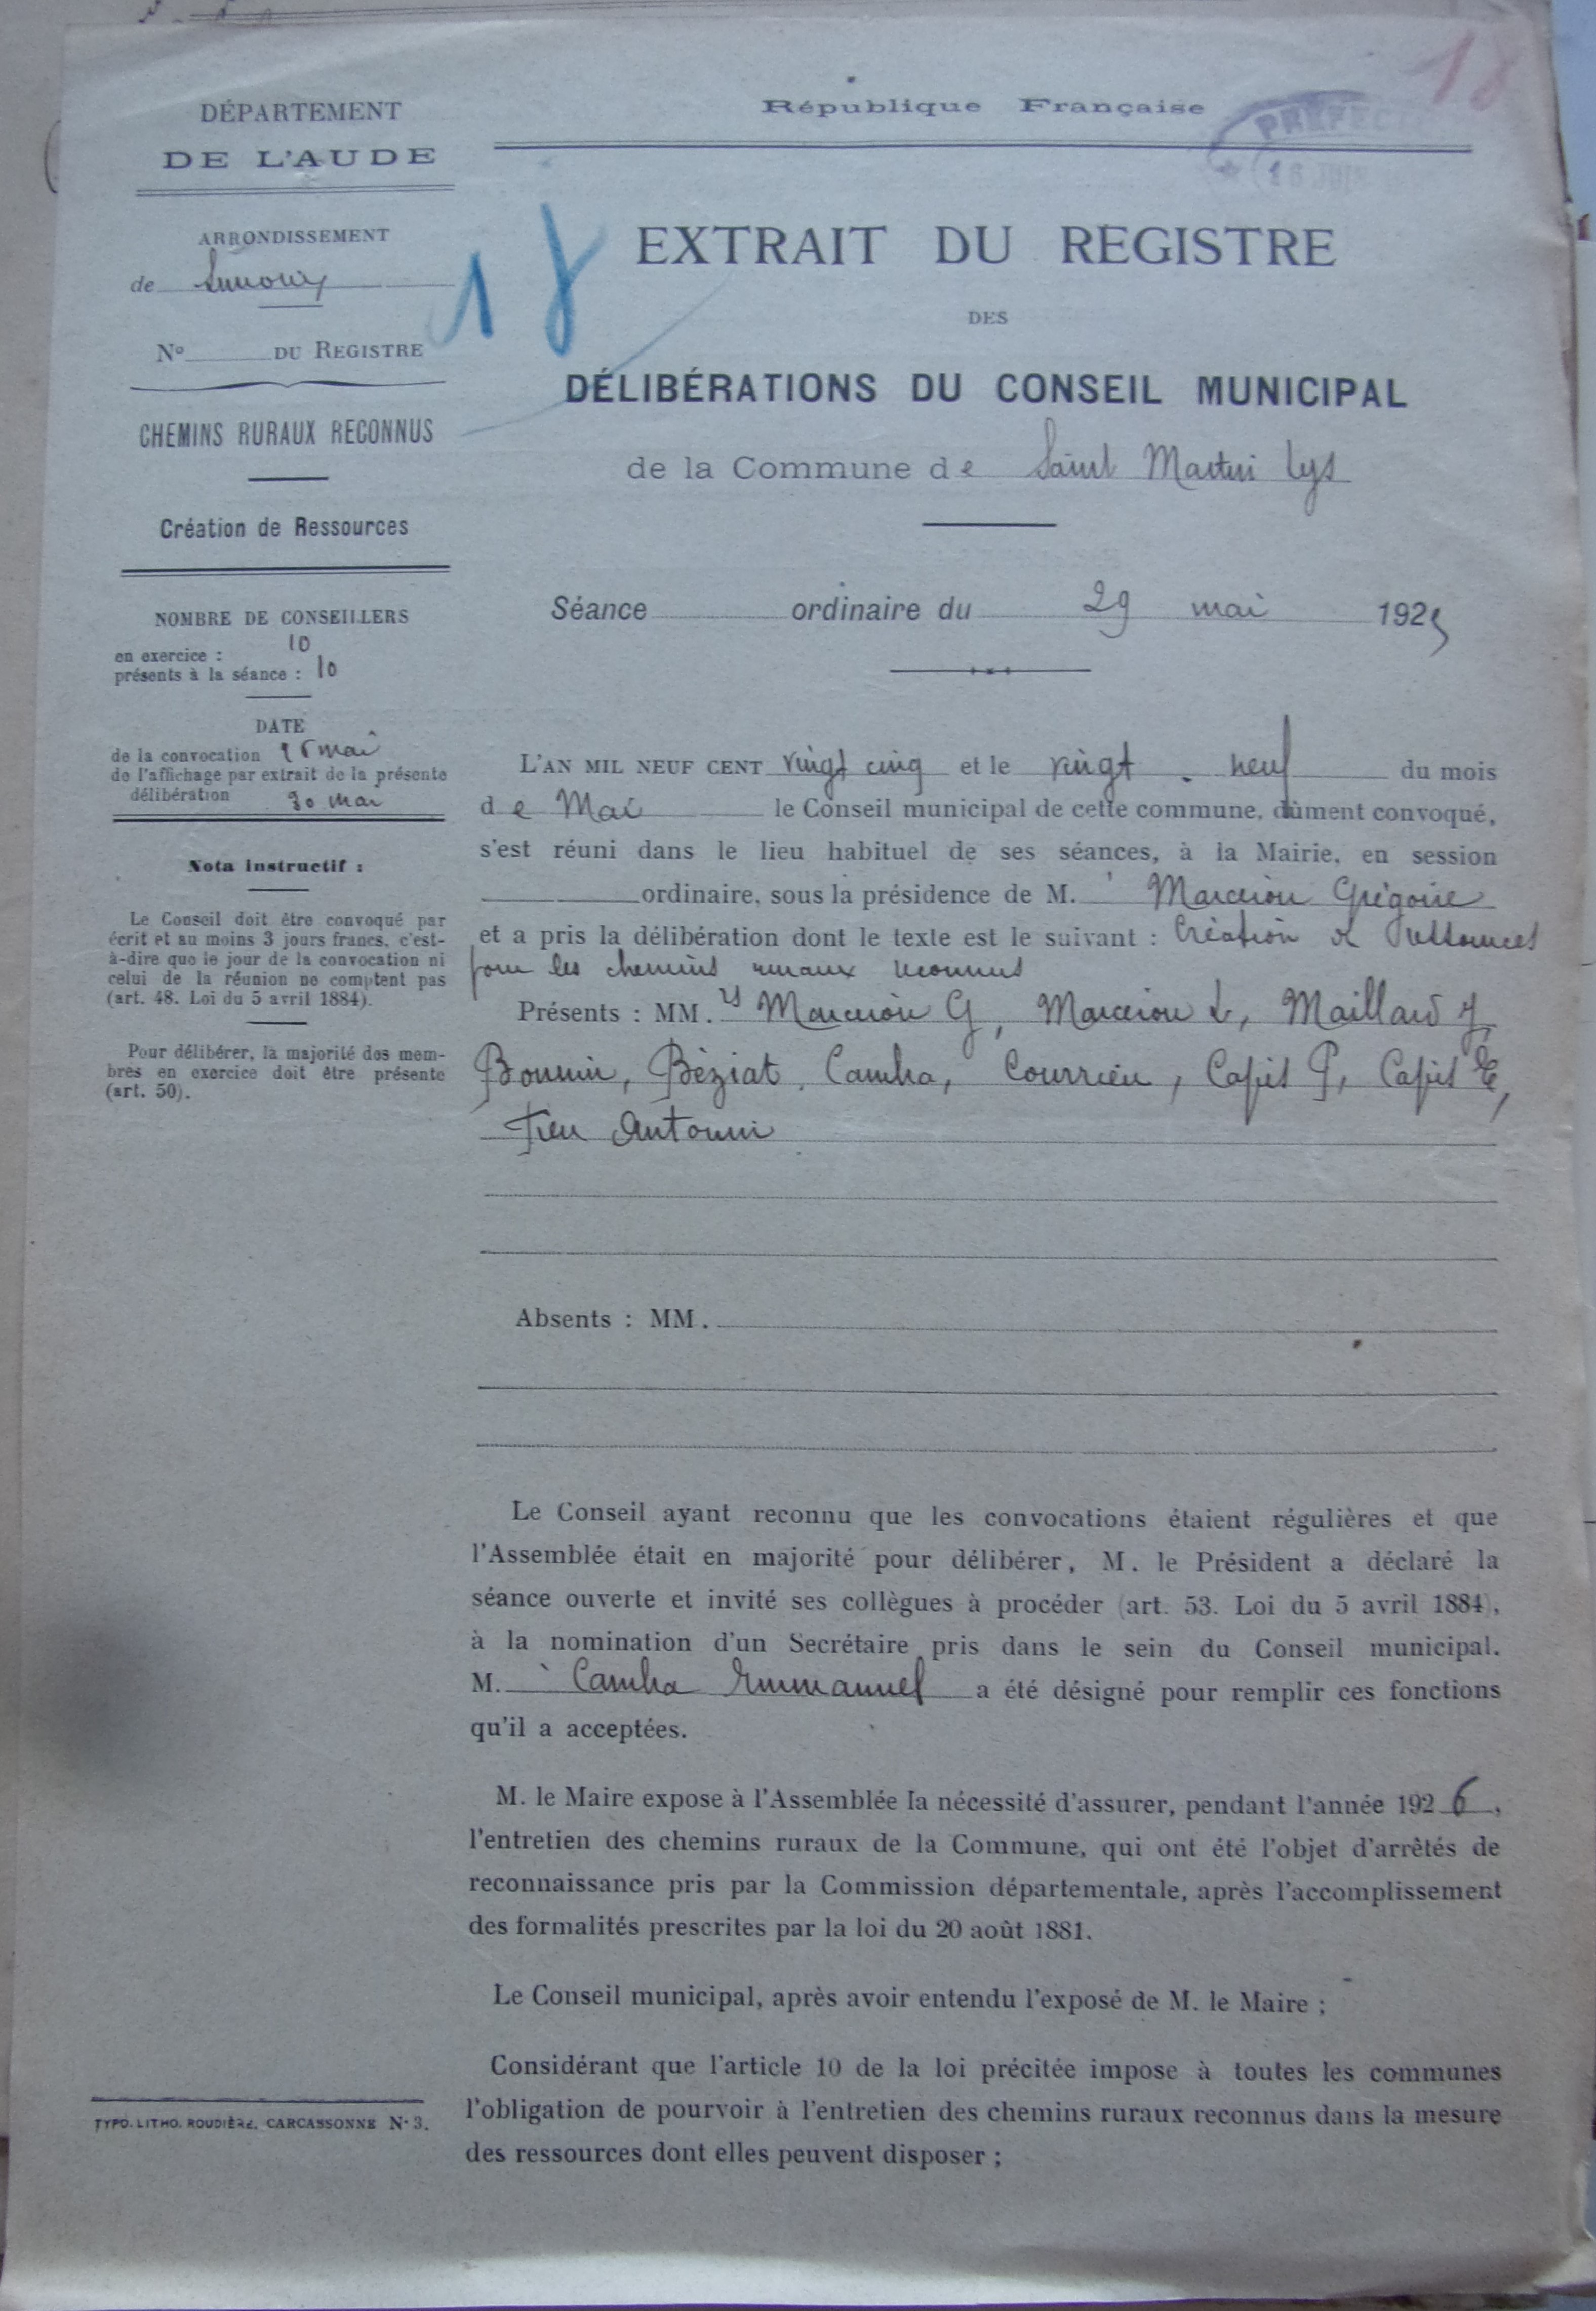 18
DÉPARTEMENT
DE L'AUDE
ARRONDISSEMENT
de Limoux
N° DU REGISTRE
CHEMINS RURAUX RECONNUS
Création de Ressources
NOMBRE DE CONSEILLERS
en exercice : 10
présents à la séance : 10
DATE
de la convocation 25 mai
de l'affichage par extrait de la présente
délibération 30 mai
Nota instructif :
Le Conseil doit être convoqué par
écrit et au moins 3 jours francs, c'est-
à-dire que le jour de la convocation ni
celui de la réunion ne comptent pas
(art. 48. Loi du 5 avril 1884).
Pour délibérer, la majorité des mem-
bres en exercice doit être présente
(art. 50).
TYPO. LITHO. ROUDIÈRE, CARCASSONNE N° 3.
République Française
PRÉFEC
16 JUIN
18
EXTRAIT DU REGISTRE
DES
DÉLIBÉRATIONS DU CONSEIL MUNICIPAL
de la Commune de Saint Martin Lys
Séance ordinaire du 29 mai 1925
L'AN MIL NEUF CENT vingt cinq et le vingt - neuf du mois
de Mai le Conseil municipal de cette commune, dûment convoqué,
s'est réuni dans le lieu habituel de ses séances, à la Mairie, en session
ordinaire, sous la présidence de M. Marcerou Grégoire
et a pris la délibération dont le texte est le suivant : Création de ressources
pour les chemins ruraux reconnus
Présents : MM. rs Marcerou G, Marcerou L, Maillard J,
Bonnin, Béziat, Camba, Courrieu, Capel P, Capel E,
Fieu Antonin
Absents : MM.
Le Conseil ayant reconnu que les convocations étaient régulières et que
l'Assemblée était en majorité pour délibérer, M. le Président a déclaré la
séance ouverte et invité ses collègues à procéder (art. 53. Loi du 5 avril 1884),
à la nomination d'un Secrétaire pris dans le sein du Conseil municipal.
M. Camba Emmanuel a été désigné pour remplir ces fonctions
qu'il a acceptées.
M. le Maire expose à l'Assemblée la nécessité d'assurer, pendant l'année 1926,
l'entretien des chemins ruraux de la Commune, qui ont été l'objet d'arrêtés de
reconnaissance pris par la Commission départementale, après l'accomplissement
des formalités prescrites par la loi du 20 août 1881.
Le Conseil municipal, après avoir entendu l'exposé de M. le Maire ;
Considérant que l'article 10 de la loi précitée impose à toutes les communes
l'obligation de pourvoir à l'entretien des chemins ruraux reconnus dans la mesure
des ressources dont elles peuvent disposer ;